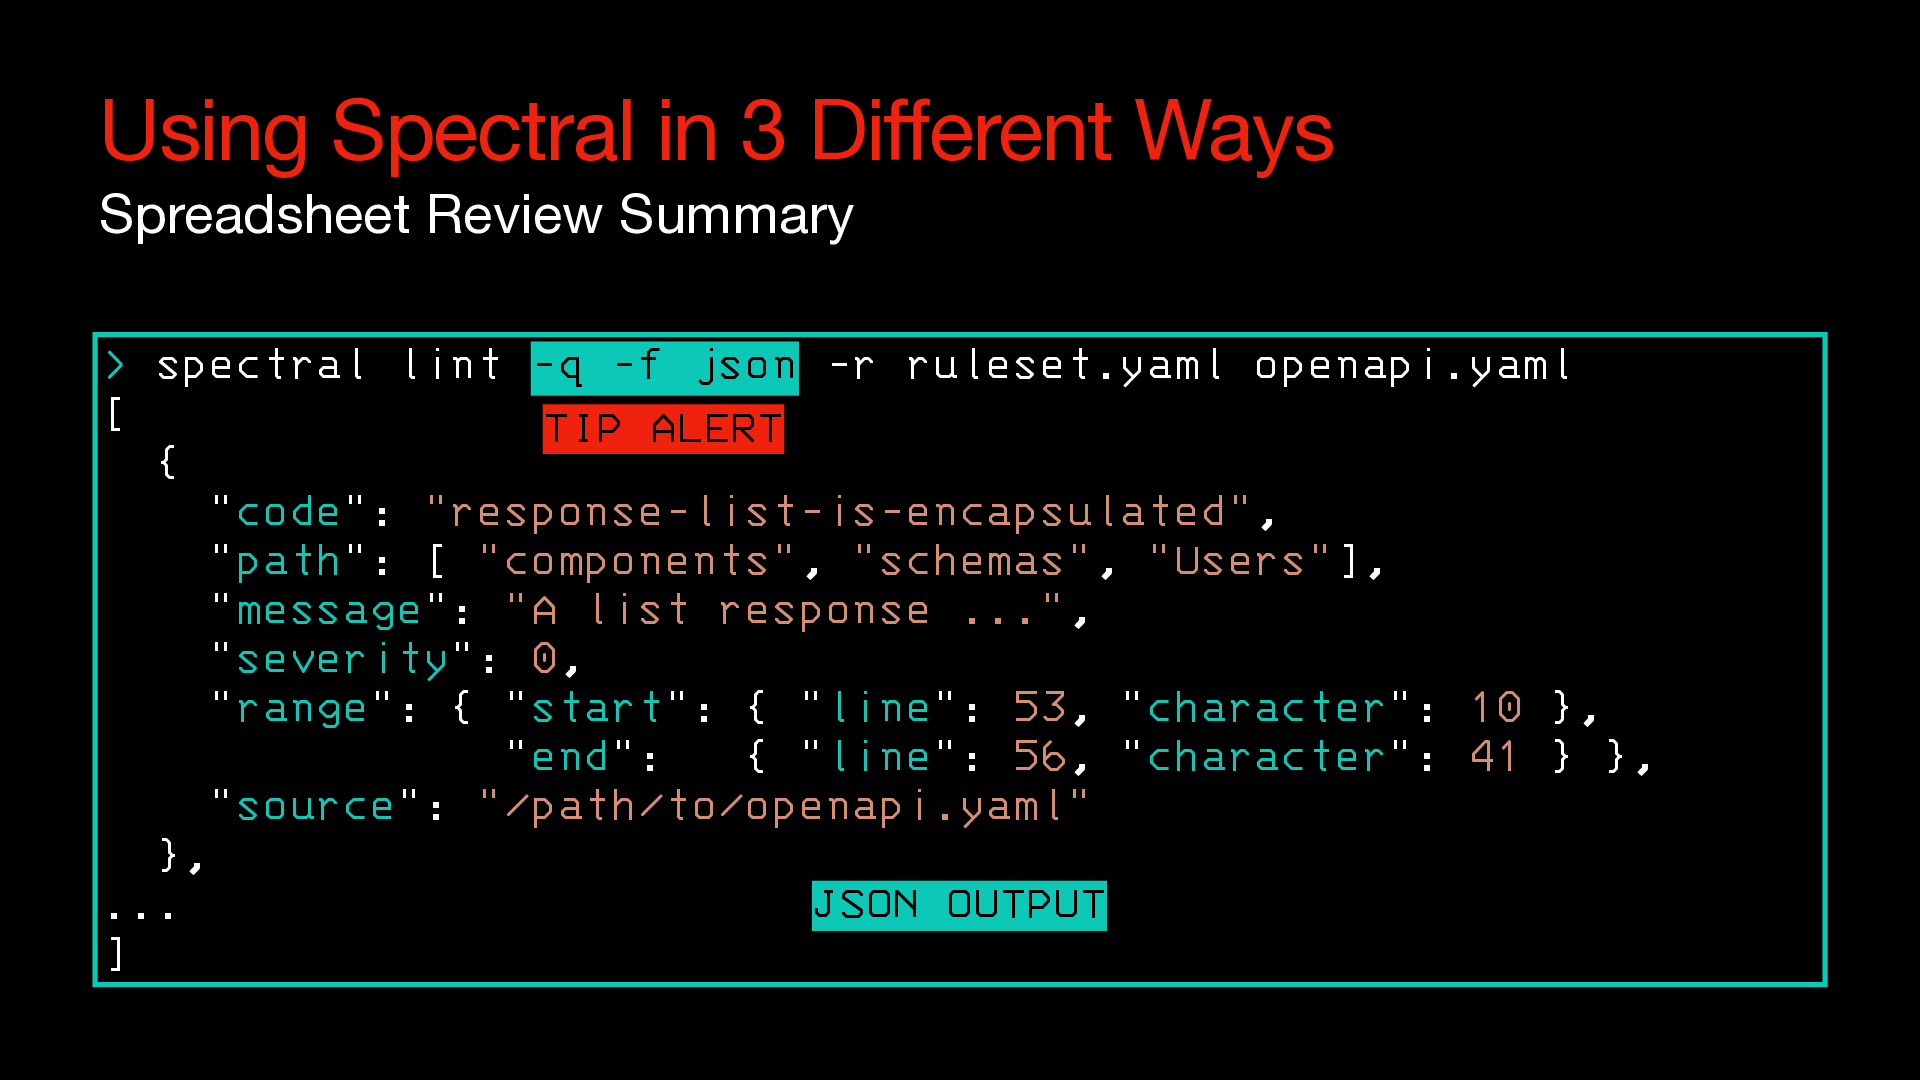 Using Spectral in 3 Different Ways
Spreadsheet Review Summary
> spectral lint -q -f json -r ruleset.yaml openapi.yaml
[
TIP ALERT
{
"code": "response-list-is-encapsulated",
"path": [ "components", "schemas", "Users"],
"message": "A list response ...",
"severity": 0,
"range": { "start": { "line": 53, "character": 10 },
"end": { "line": 56, "character": 41 } },
"source": "/path/to/openapi.yaml"
},
...
JSON OUTPUT
]